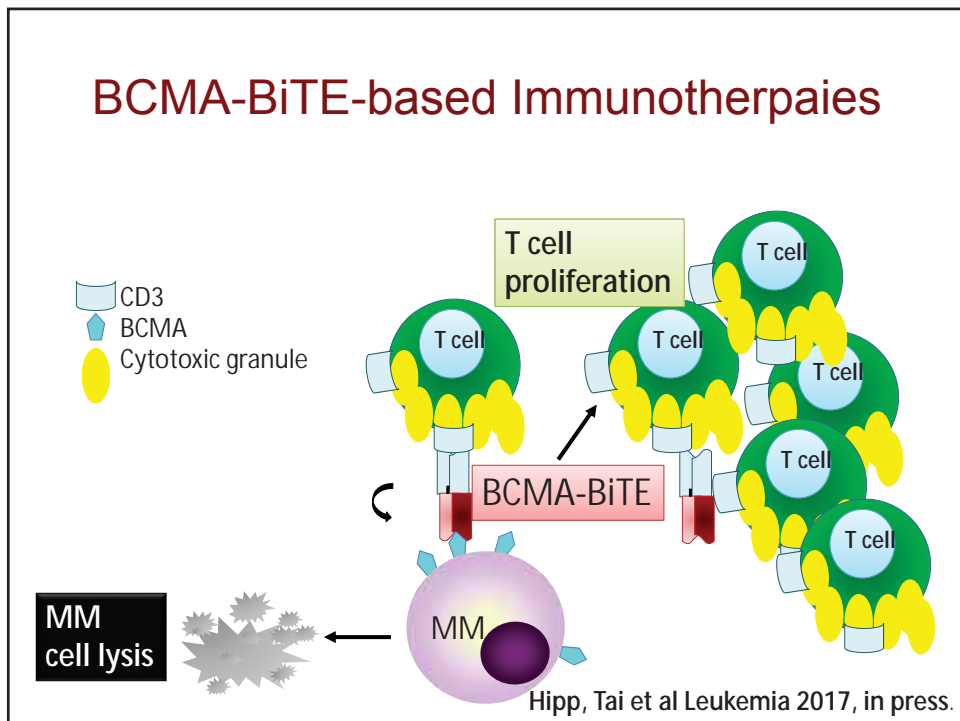 BCMA-BiTE-based Immunotherpaies
T cell
proliferation
T cell
CD3
BCMA
Cytotoxic granule
T cell
T cell
T cell
T cell
BCMA-BiTE
T cell
MM
cell lysis
MM
Hipp, Tai et al Leukemia 2017, in press.